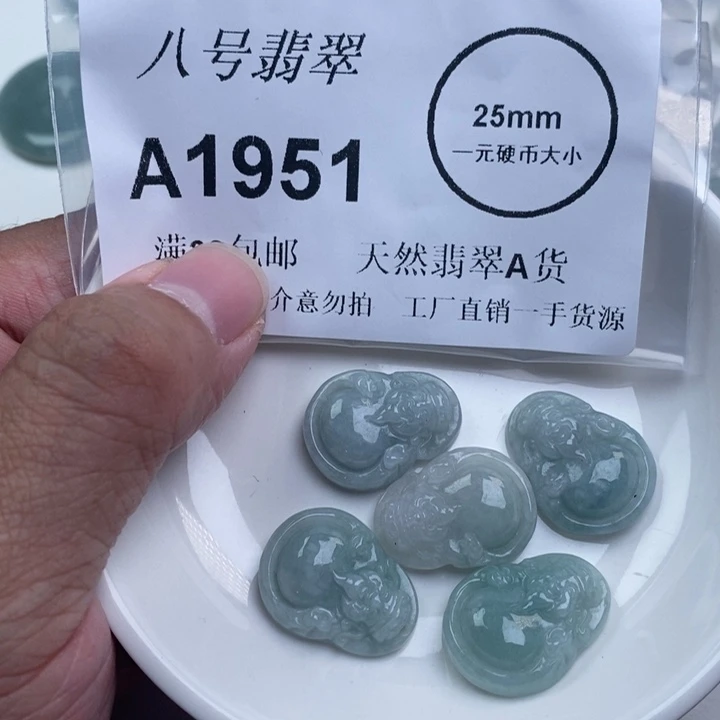 八号翡翠
25mm
一元硬币大小
A1951
满 包邮 天然翡翠A货
介意勿拍 工厂直销一手货源